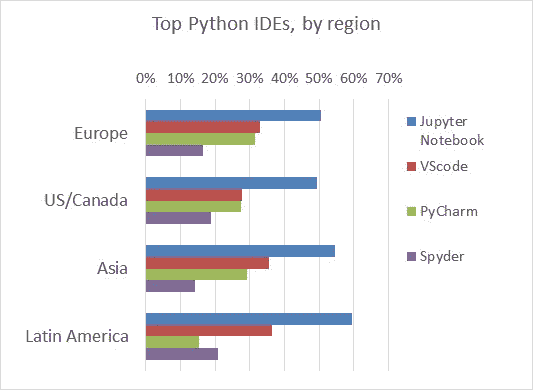 Top Python IDEs, by region
0% 10% 20% 30% 40% 50% 60% 70%
Europe
US/Canada
Asia
Latin America
Jupyter
Notebook
VScode
PyCharm
Spyder